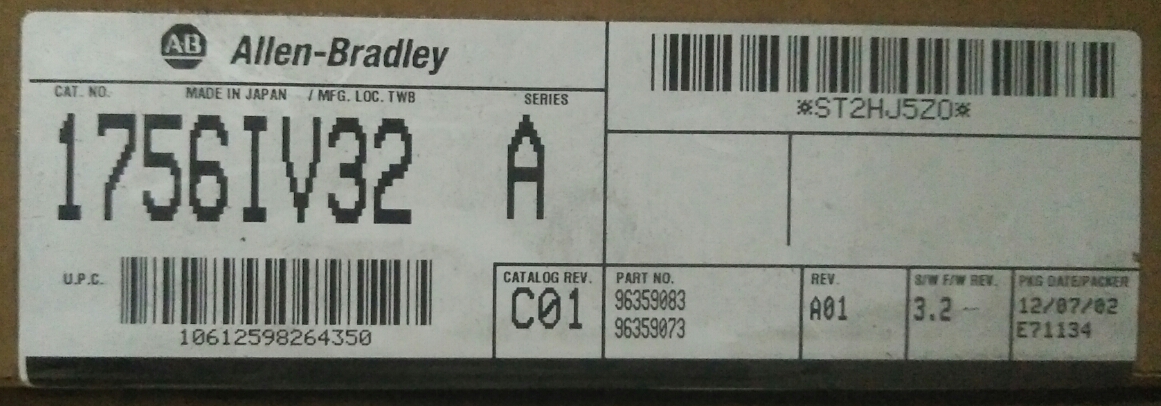 AB Allen-Bradley
CAT. NO. MADE IN JAPAN / MFG. LOC. TWB SERIES
1756IV32 A
*ST2HJ5ZO*
U.P.C.
10612598264350
CATALOG REV.
C01
PART NO.
96359083
96359073
REV.
A01
S/W F/W REV.
3.2 -
PKG DATE/PACKER
12/07/02
E71134